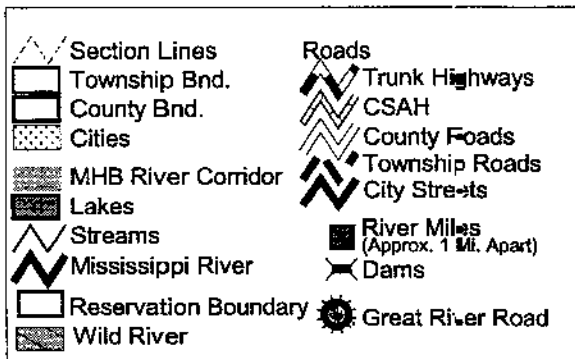 Section Lines
Township Bnd.
County Bnd.
Cities
MHB River Corridor
Lakes
Streams
Mississippi River
Reservation Boundary
Wild River
Roads
Trunk Highways
CSAH
County Roads
Township Roads
City Streets
River Miles
(Approx. 1 Mi. Apart)
Dams
Great River Road